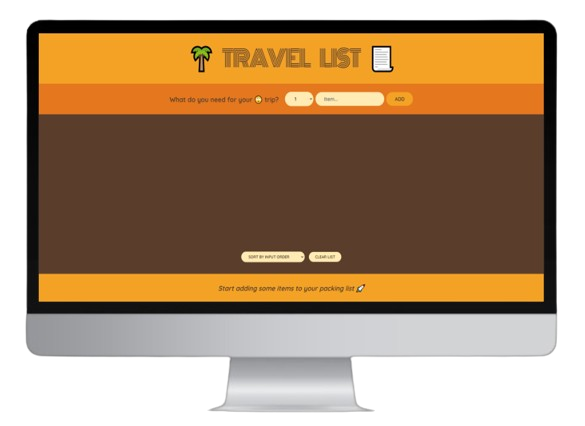 🌴 TRAVEL LIST 📃
What do you need for your 😍 trip? 1 Item... ADD
SORT BY INPUT ORDER CLEAR LIST
Start adding some items to your packing list 🚀